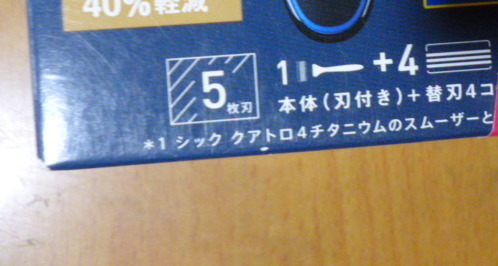 40%軽減
5枚刃
1+4
本体(刃付き)+替刃4コ
*1 シック クアトロ4チタニウムのスムーザーと